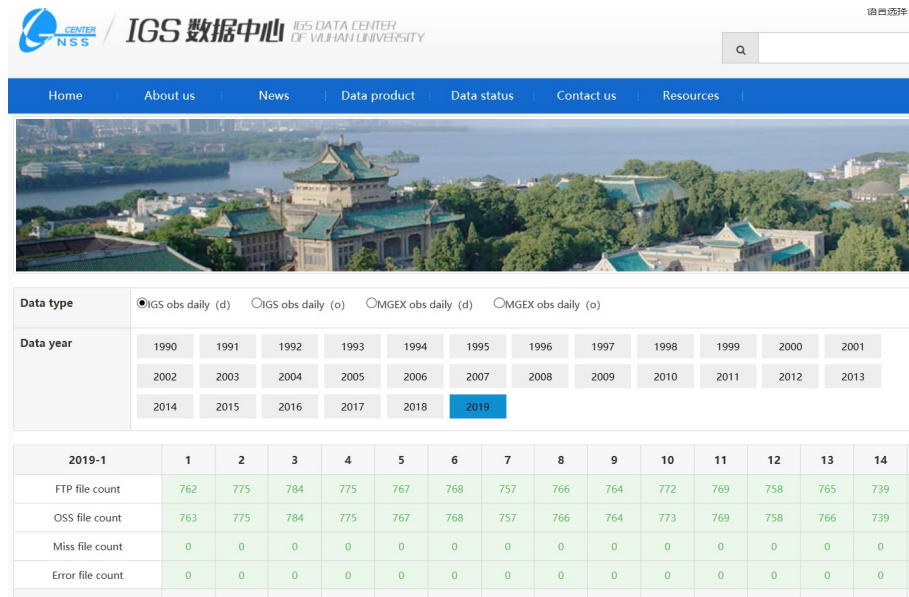 语言选择
CENTER
NSS
IGS 数据中心
IGS DATA CENTER
OF WUHAN UNIVERSITY
Home About us News Data product Data status Contact us Resources
Data type IGS obs daily (d) IGS obs daily (o) MGEX obs daily (d) MGEX obs daily (o)
Data year 1990 1991 1992 1993 1994 1995 1996 1997 1998 1999 2000 2001
2002 2003 2004 2005 2006 2007 2008 2009 2010 2011 2012 2013
2014 2015 2016 2017 2018 2019
2019-1 1 2 3 4 5 6 7 8 9 10 11 12 13 14
FTP file count 762 775 784 775 767 768 757 766 764 772 769 758 765 739
OSS file count 763 775 784 775 767 768 757 766 764 773 769 758 766 739
Miss file count 0 0 0 0 0 0 0 0 0 0 0 0 0 0
Error file count 0 0 0 0 0 0 0 0 0 0 0 0 0 0